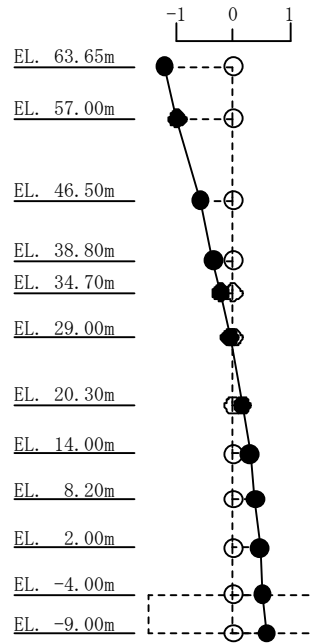 -1 0 1
EL. 63.65m
EL. 57.00m
EL. 46.50m
EL. 38.80m
EL. 34.70m
EL. 29.00m
EL. 20.30m
EL. 14.00m
EL. 8.20m
EL. 2.00m
EL. -4.00m
EL. -9.00m